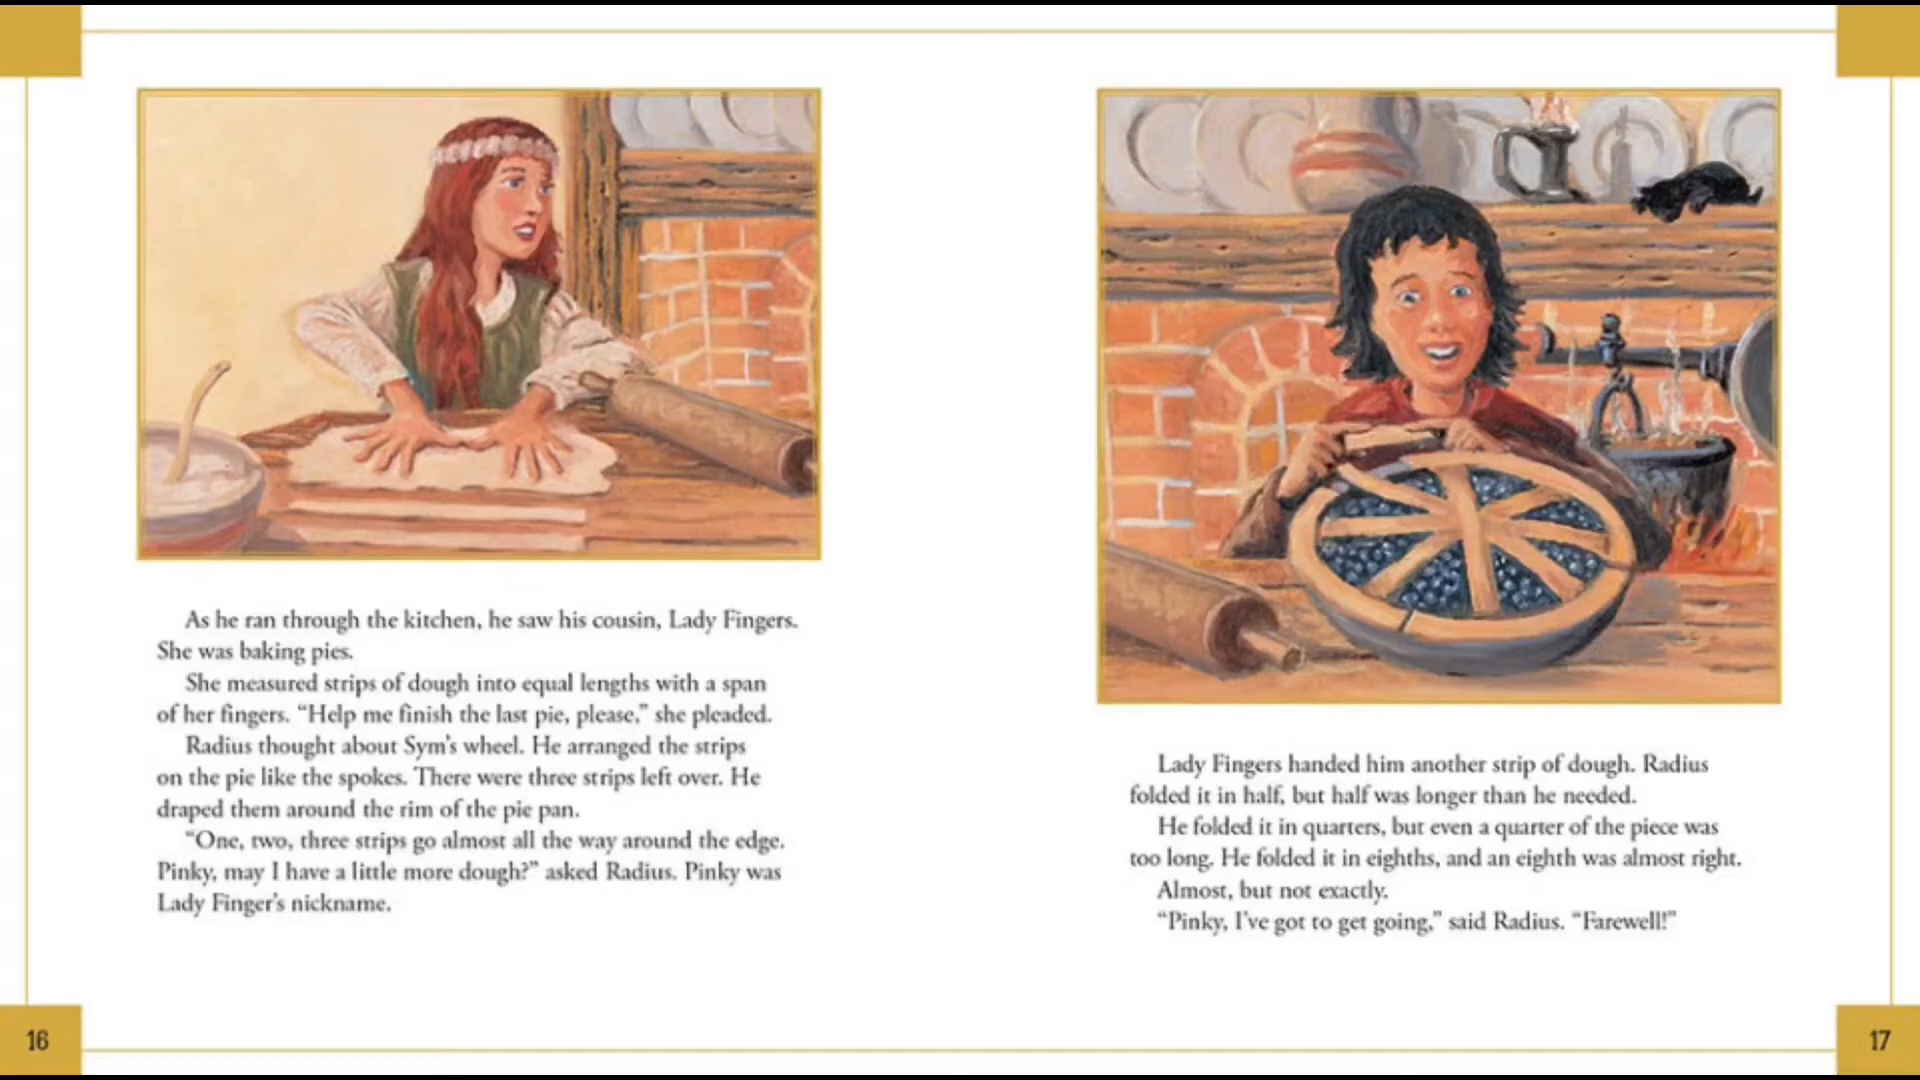 As he ran through the kitchen, he saw his cousin, Lady Fingers.
She was baking pies.
She measured strips of dough into equal lengths with a span
of her fingers. “Help me finish the last pie, please,” she pleaded.
Radius thought about Sym’s wheel. He arranged the strips
on the pie like the spokes. There were three strips left over. He
draped them around the rim of the pie pan.
“One, two, three strips go almost all the way around the edge.
Pinky, may I have a little more dough?” asked Radius. Pinky was
Lady Finger’s nickname.
16
Lady Fingers handed him another strip of dough. Radius
folded it in half, but half was longer than he needed.
He folded it in quarters, but even a quarter of the piece was
too long. He folded it in eighths, and an eighth was almost right.
Almost, but not exactly.
“Pinky, I’ve got to get going,” said Radius. “Farewell!”
17